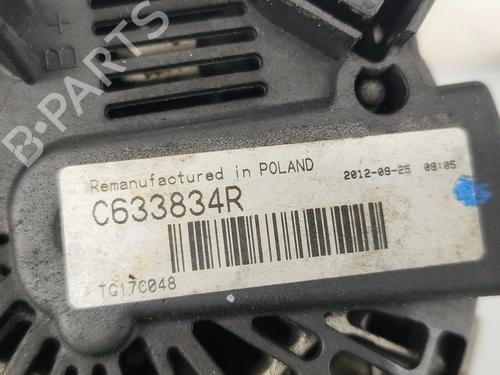 B-PARTS
B+
Remanufactured in POLAND
2012-09-25 09:05
C633834R
TG17C048